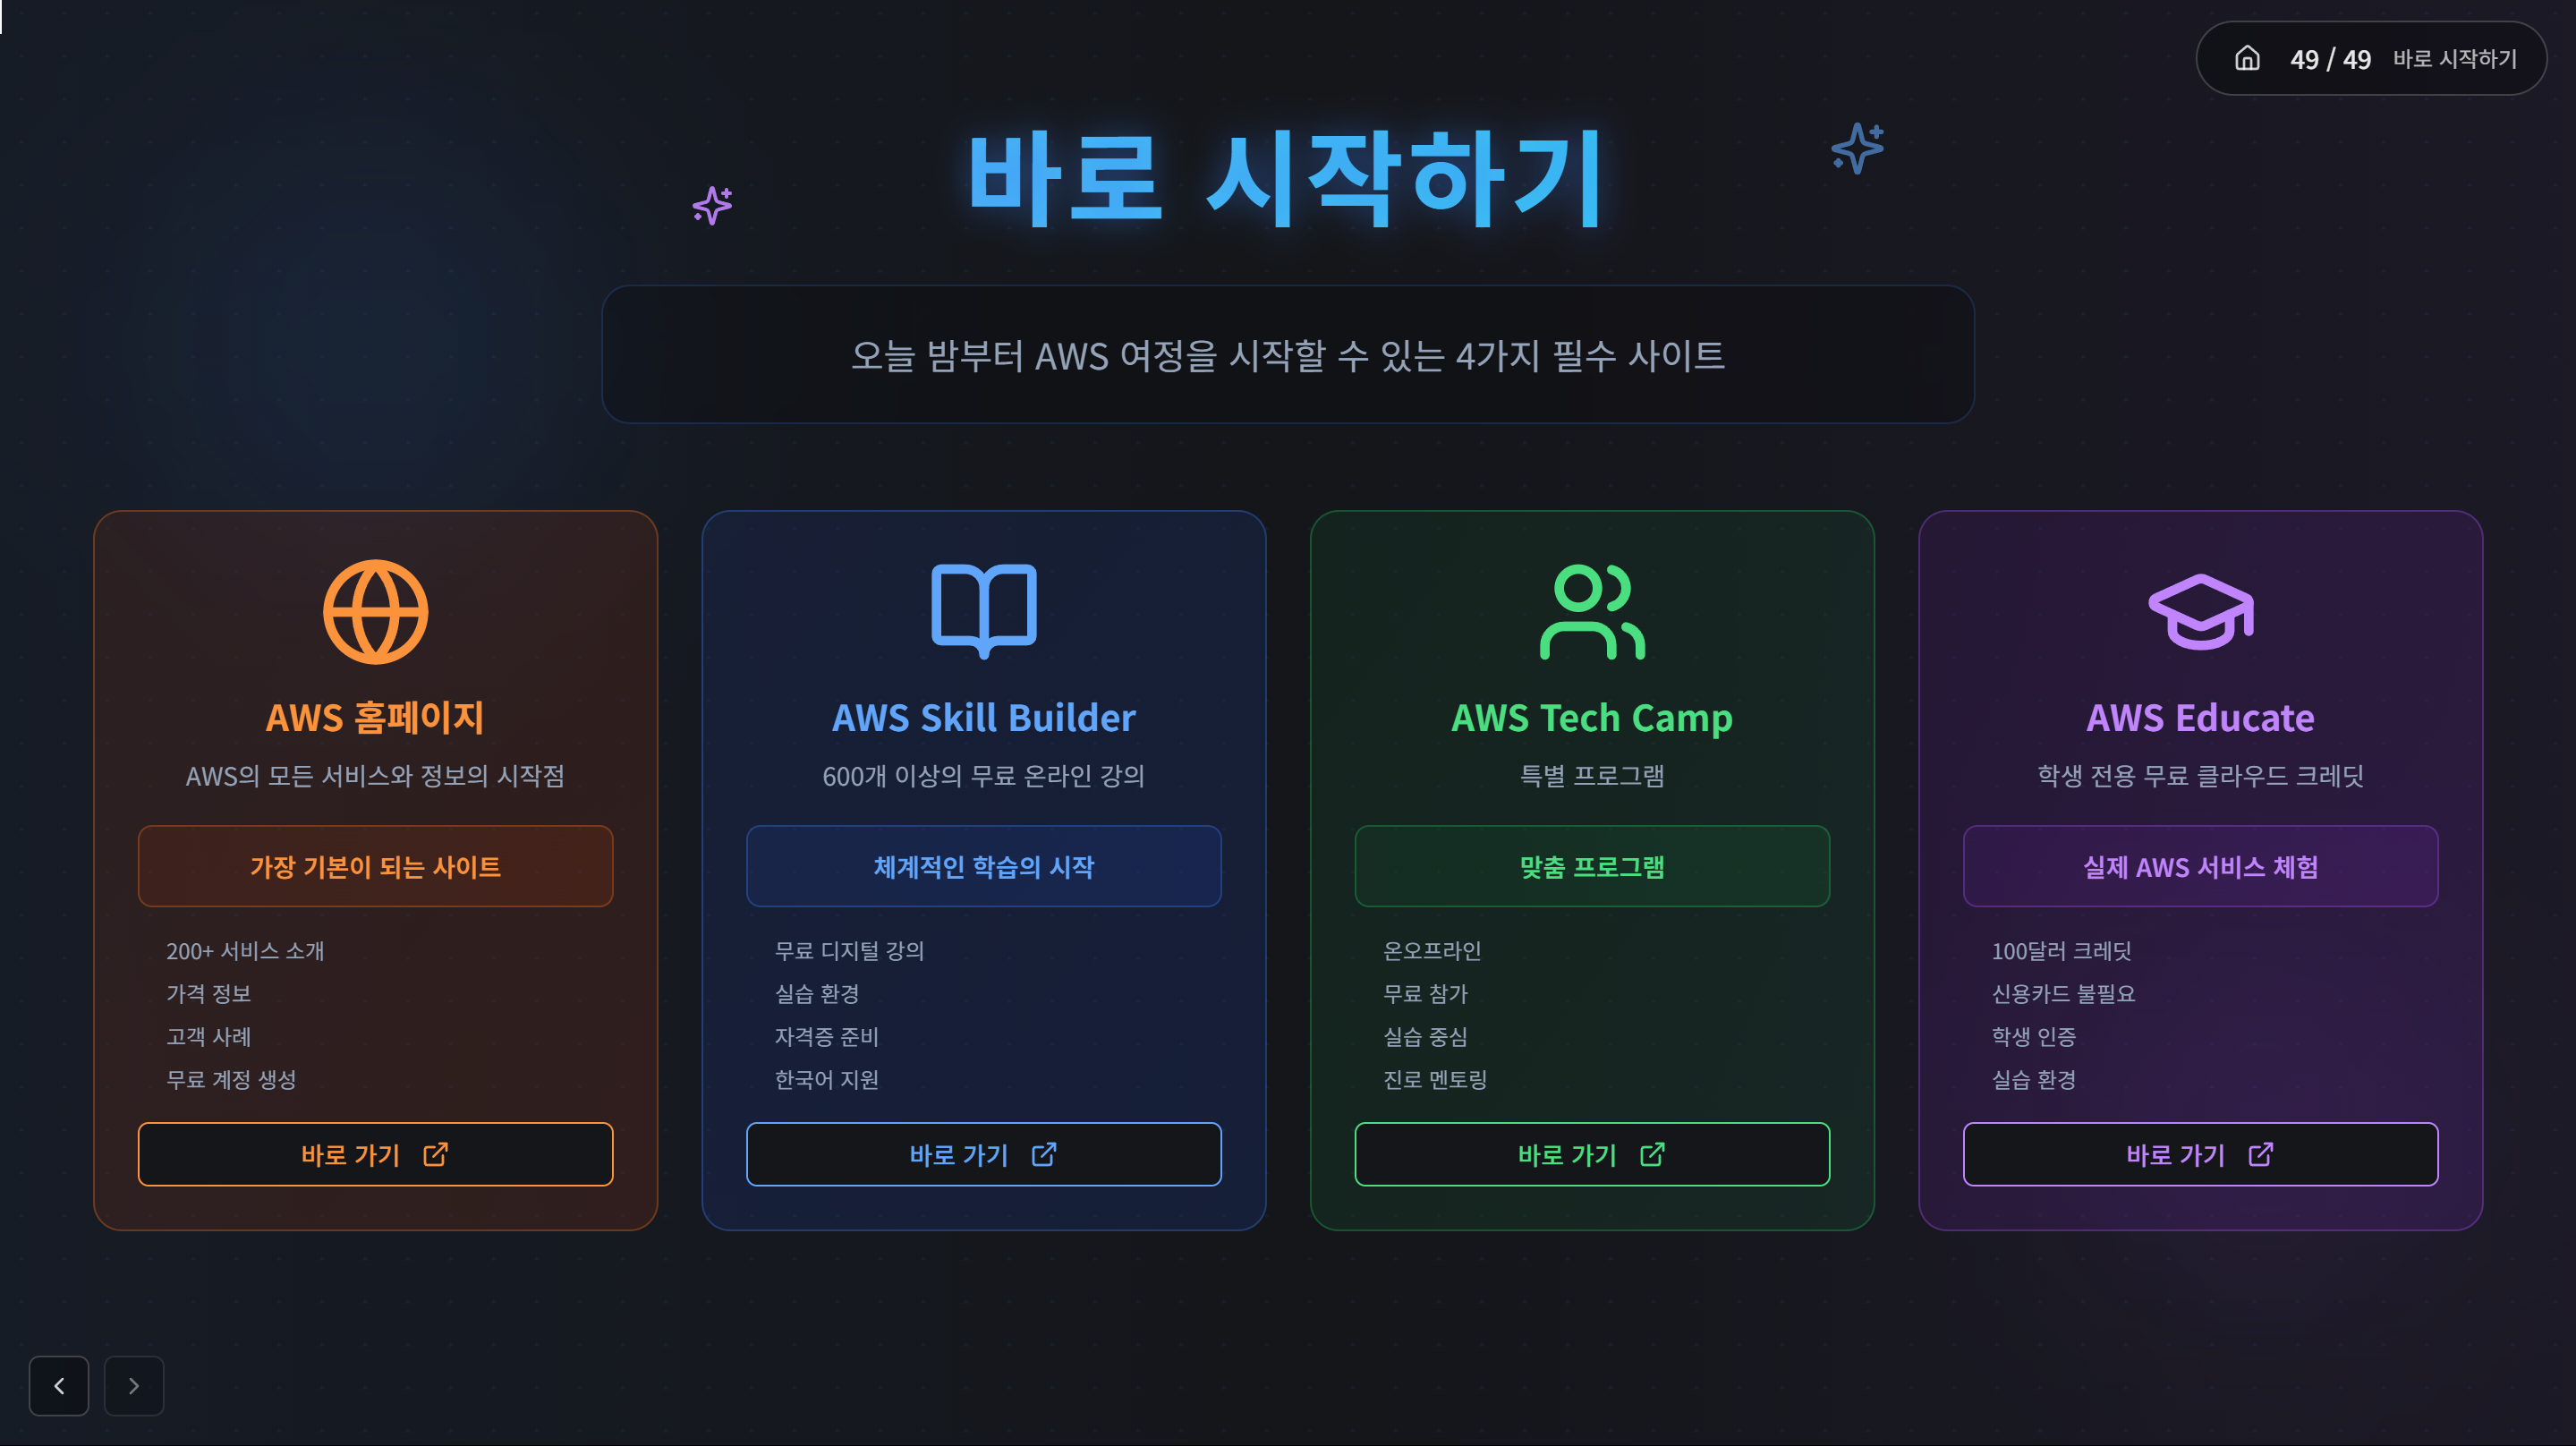 49 / 49 바로 시작하기
바로 시작하기
오늘 밤부터 AWS 여정을 시작할 수 있는 4가지 필수 사이트
AWS 홈페이지
AWS의 모든 서비스와 정보의 시작점
가장 기본이 되는 사이트
200+ 서비스 소개
가격 정보
고객 사례
무료 계정 생성
바로 가기
AWS Skill Builder
600개 이상의 무료 온라인 강의
체계적인 학습의 시작
무료 디지털 강의
실습 환경
자격증 준비
한국어 지원
바로 가기
AWS Tech Camp
특별 프로그램
맞춤 프로그램
온오프라인
무료 참가
실습 중심
진로 멘토링
바로 가기
AWS Educate
학생 전용 무료 클라우드 크레딧
실제 AWS 서비스 체험
100달러 크레딧
신용카드 불필요
학생 인증
실습 환경
바로 가기